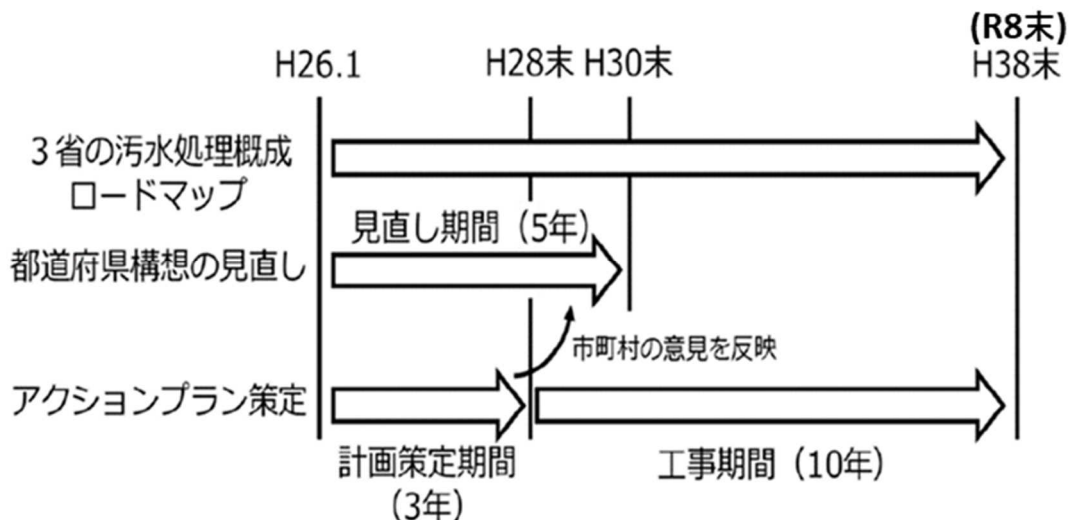 (R8末)
H26.1
H28末
H30末
H38末
3省の汚水処理概成
ロードマップ
見直し期間（5年）
都道府県構想の見直し
市町村の意見を反映
アクションプラン策定
計画策定期間
（3年）
工事期間（10年）